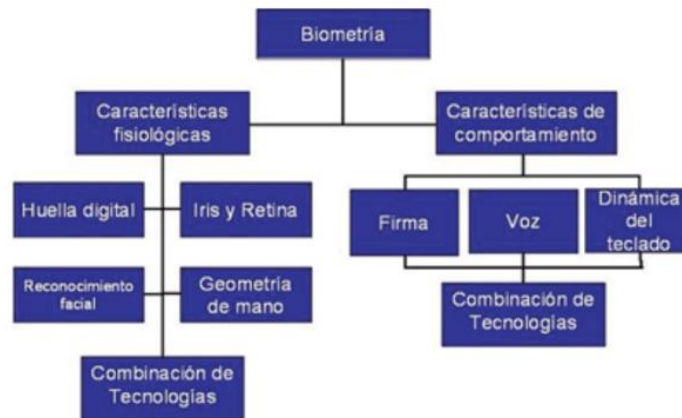 Biometría
Características
fisiológicas
Características de
comportamiento
Huella digital
Iris y Retina
Firma
Voz
Dinámica
del
teclado
Reconocimiento
facial
Geometría
de mano
Combinación de
Tecnologías
Combinación de
Tecnologías